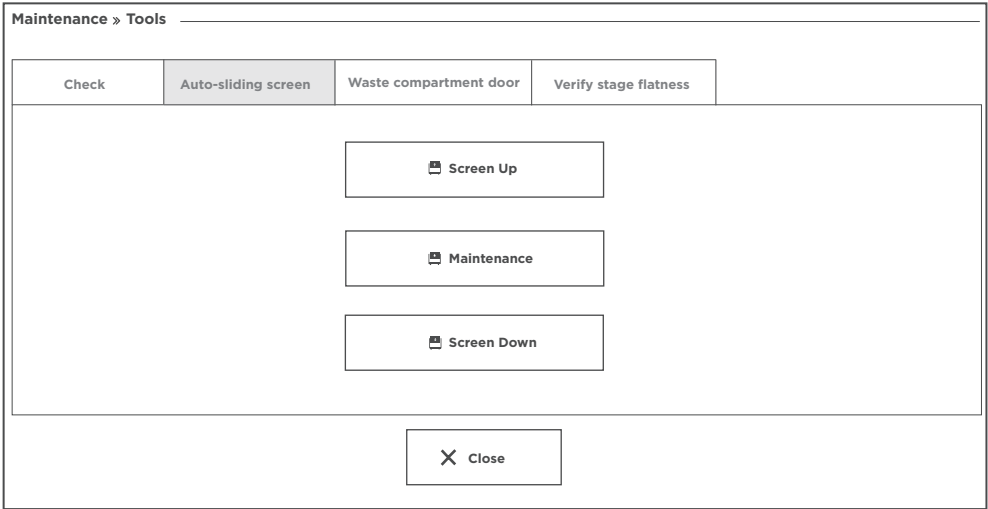 Maintenance » Tools
Check
Auto-sliding screen
Waste compartment door
Verify stage flatness
Screen Up
Maintenance
Screen Down
Close